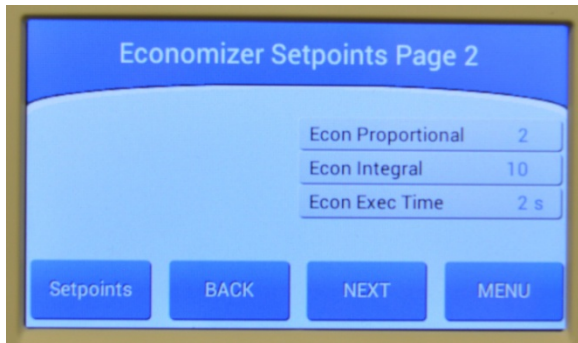 Economizer Setpoints Page 2
Econ Proportional 2
Econ Integral 10
Econ Exec Time 2 s
Setpoints BACK NEXT MENU